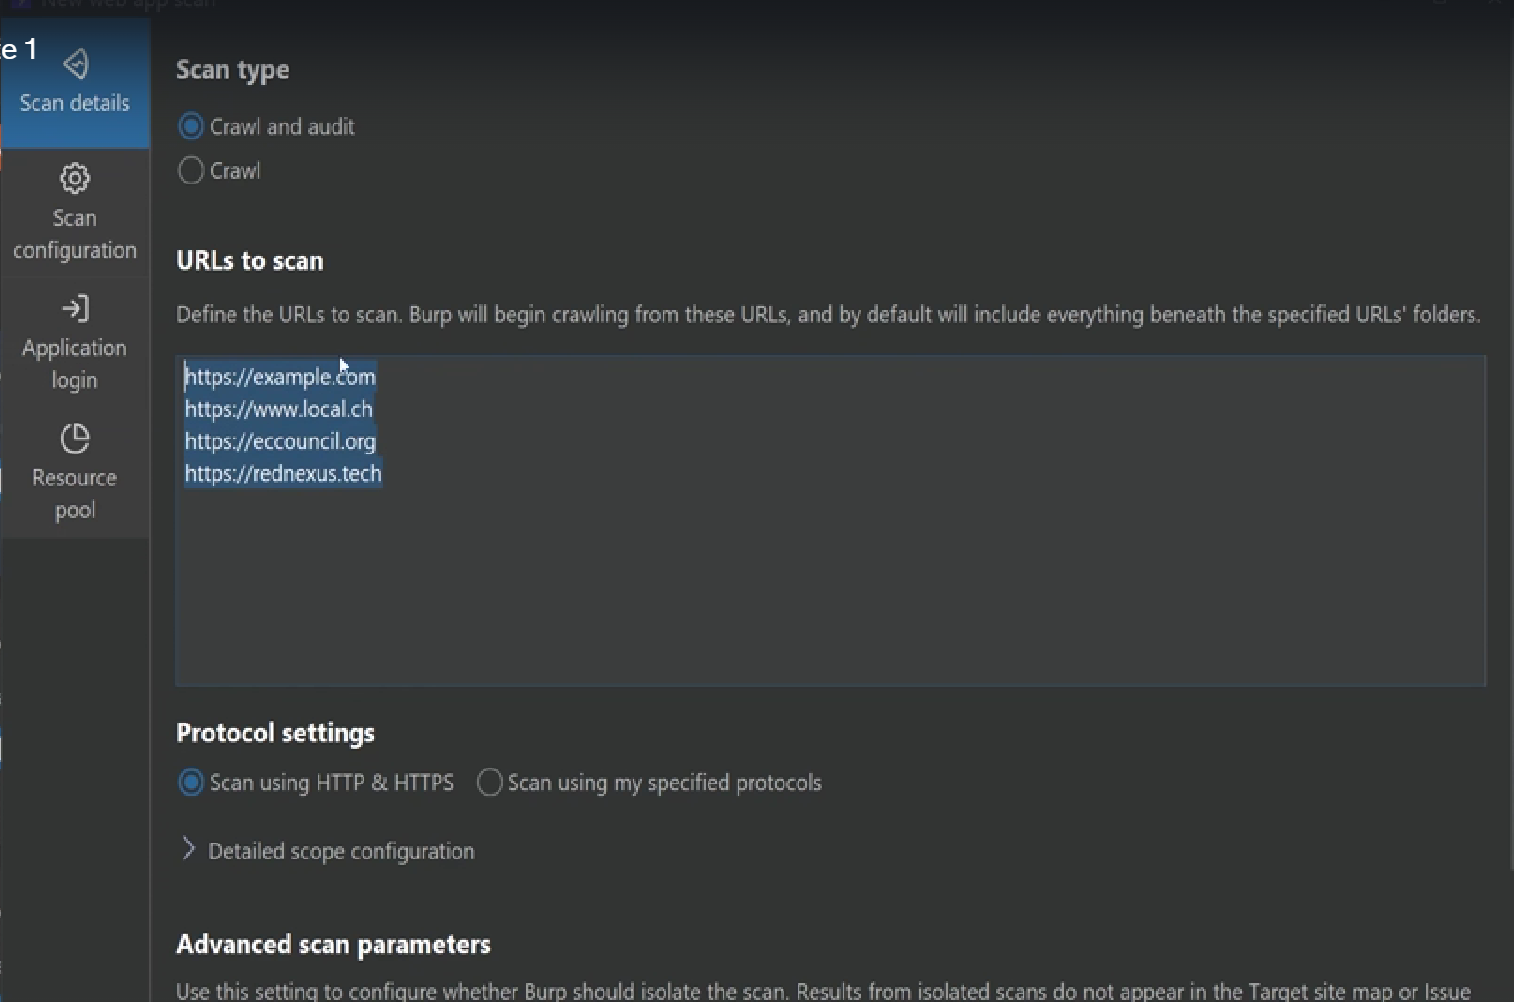 New web app scan
te 1
Scan details
Scan
configuration
Application
login
Resource
pool
Scan type
Crawl and audit
Crawl
URLs to scan
Define the URLs to scan. Burp will begin crawling from these URLs, and by default will include everything beneath the specified URLs' folders.
https://example.com
https://www.local.ch
https://eccouncil.org
https://rednexus.tech
Protocol settings
Scan using HTTP & HTTPS Scan using my specified protocols
Detailed scope configuration
Advanced scan parameters
Use this setting to configure whether Burp should isolate the scan. Results from isolated scans do not appear in the Target site map or Issue